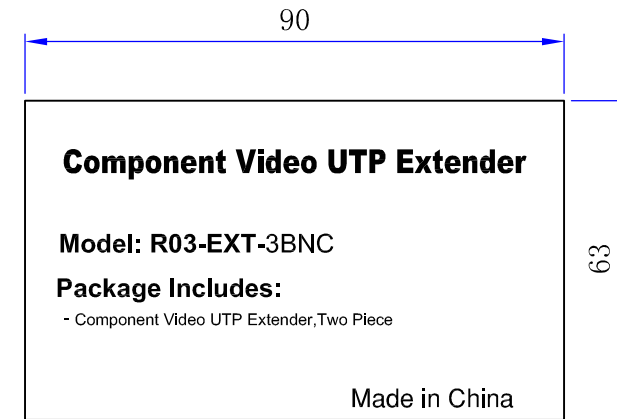 90
Component Video UTP Extender
Model: R03-EXT-3BNC
63
Package Includes:
- Component Video UTP Extender,Two Piece
Made in China